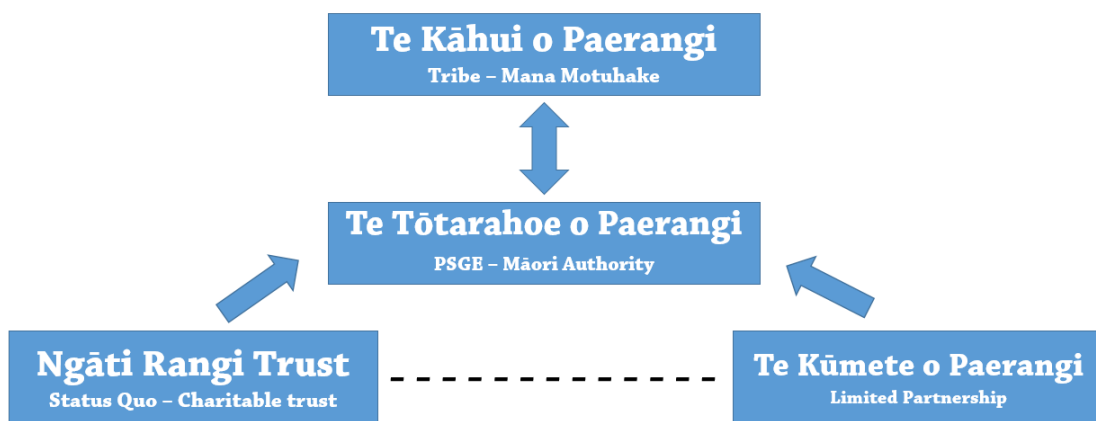 Te Kāhui o Paerangi
Tribe – Mana Motuhake
Te Tōtarahoe o Paerangi
PSGE – Māori Authority
Ngāti Rangi Trust
Status Quo – Charitable trust
Te Kūmete o Paerangi
Limited Partnership